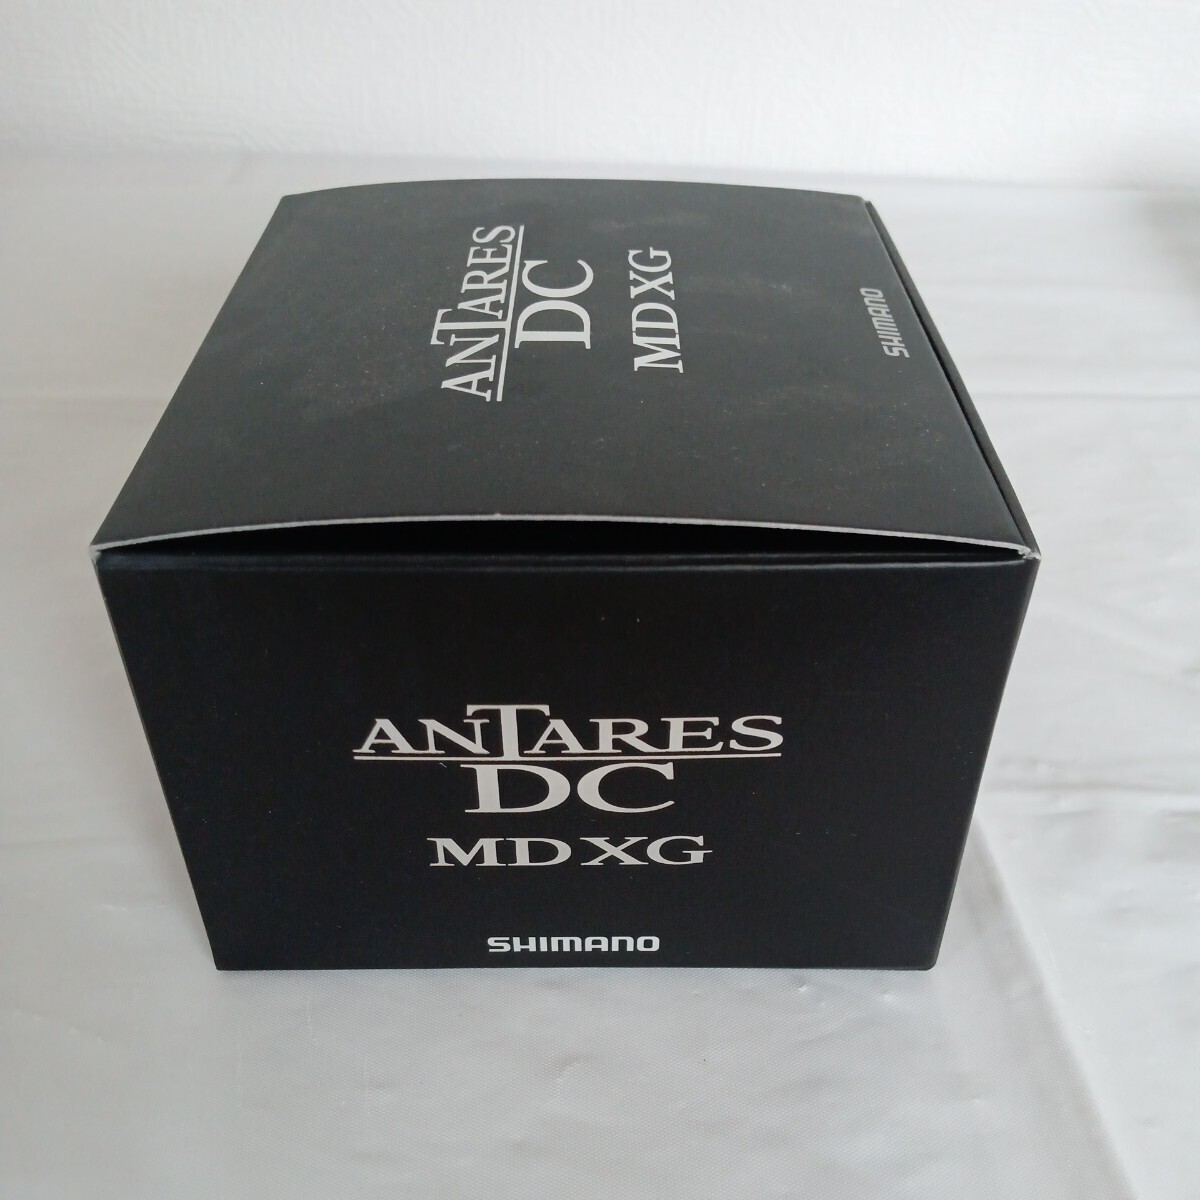 ANTARES
DC
MD XG
SHIMANO
ANTARES
DC
MD XG
SHIMANO